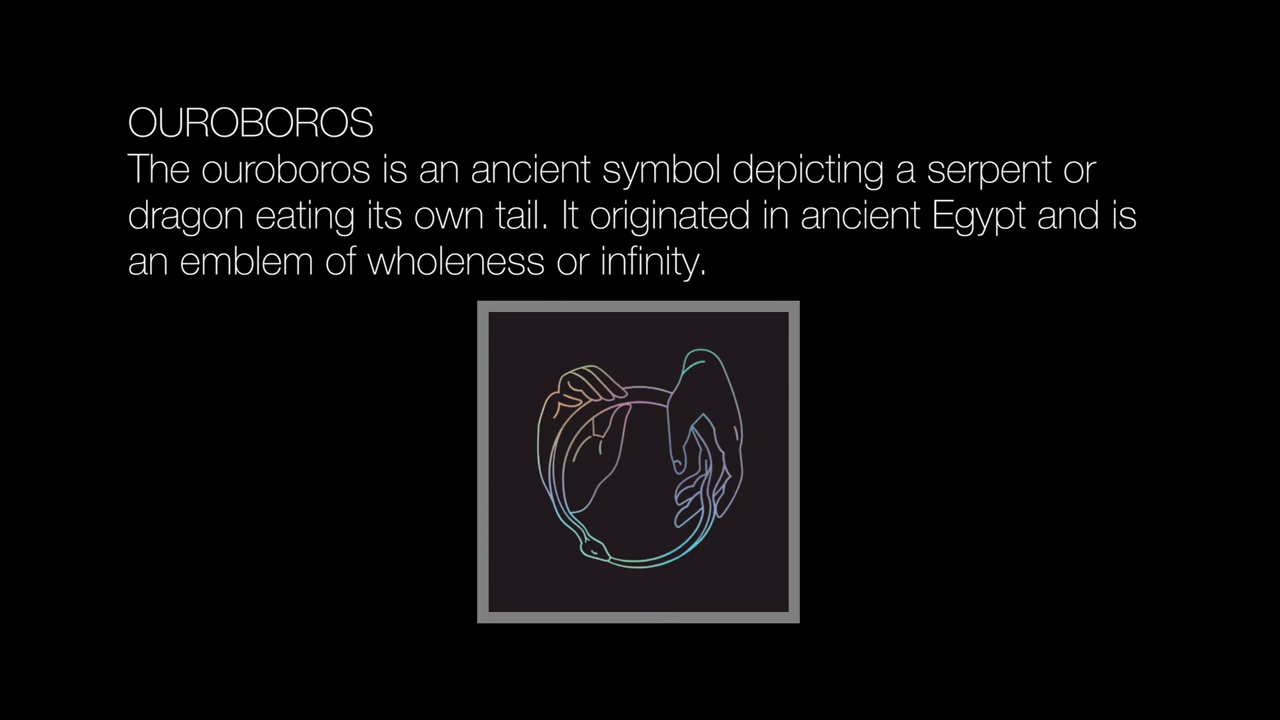 OUROBOROS
The ouroboros is an ancient symbol depicting a serpent or
dragon eating its own tail. It originated in ancient Egypt and is
an emblem of wholeness or infinity.